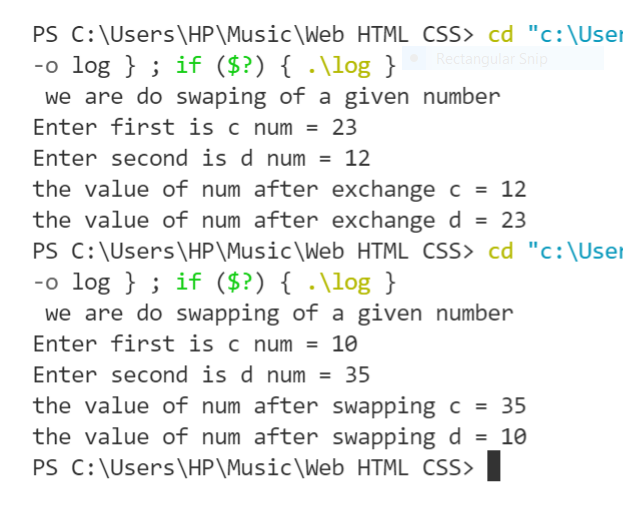 PS C:\Users\HP\Music\Web HTML CSS> cd "c:\User
-o log } ; if ($?) { .\log }
Rectangular Snip
 we are do swaping of a given number
Enter first is c num = 23
Enter second is d num = 12
the value of num after exchange c = 12
the value of num after exchange d = 23
PS C:\Users\HP\Music\Web HTML CSS> cd "c:\User
-o log } ; if ($?) { .\log }
 we are do swapping of a given number
Enter first is c num = 10
Enter second is d num = 35
the value of num after swapping c = 35
the value of num after swapping d = 10
PS C:\Users\HP\Music\Web HTML CSS>